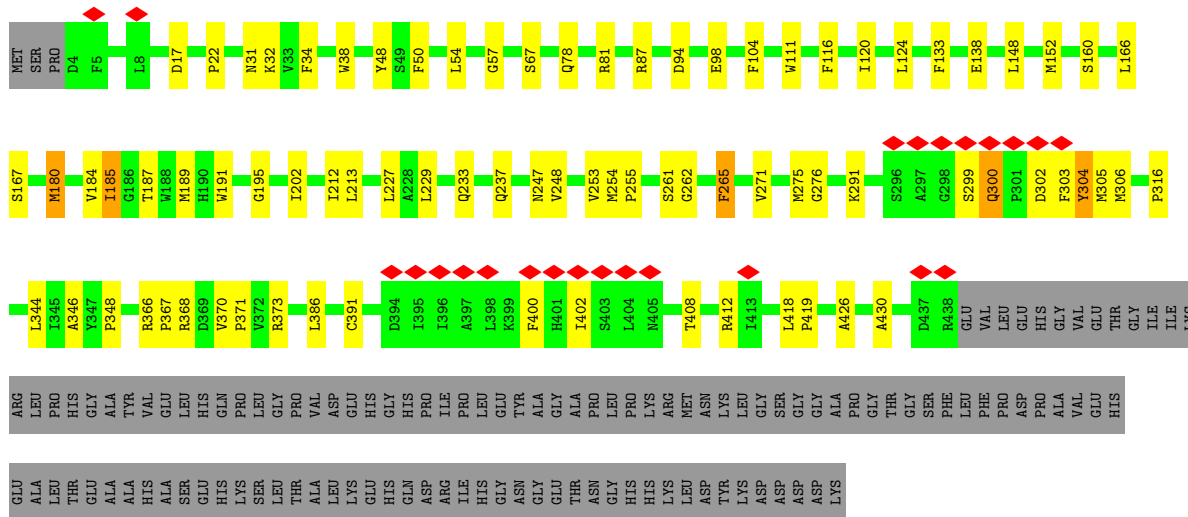 MET SER PRO D4 F5 L8 D17 P22 N31 K32 V33 F34 W38 Y48 S49 F50 L54 G57 S67 Q78 R81 R87 D94 E98 F104 W111 F116 I120 L124 F133 E138 L148 M152 S160 L166
S167 M180 V184 I185 G186 T187 W188 M189 H190 W191 G195 I202 I212 L213 L227 A228 L229 Q233 Q237 N247 V248 V253 M254 P255 S261 G262 F265 V271 M275 G276 K291 S296 A297 G298 S299 Q300 P301 D302 F303 Y304 M305 M306 P316
L344 I345 A346 Y347 P348 R366 P367 R368 D369 V370 P371 V372 R373 L386 C391 D394 I395 I396 A397 L398 K399 F400 H401 I402 S403 L404 N405 T408 R412 I413 L418 P419 A426 A430 D437 R438 GLU VAL LEU GLU HIS GLY VAL GLU THR GLY ILE ILE LYS
ARG LEU PRO HIS GLY ALA TYR VAL GLU LEU HIS GLN PRO LEU GLY PRO VAL ASP GLU HIS GLY HIS PRO ILE PRO LEU GLU TYR ALA GLY ALA PRO LEU PRO LYS ARG MET ASN LYS LEU GLY SER GLY GLY ALA PRO GLY THR GLY SER PHE LEU PHE PRO ASP PRO ALA VAL GLU HIS
GLU ALA LEU THR GLU ALA ALA HIS ALA SER GLU HIS LYS SER LEU THR ALA LEU LYS GLU HIS GLN ASP ARG ILE HIS GLY ASN GLY GLU THR ASN GLY HIS HIS LYS LEU ASP TYR LYS ASP ASP ASP ASP LYS